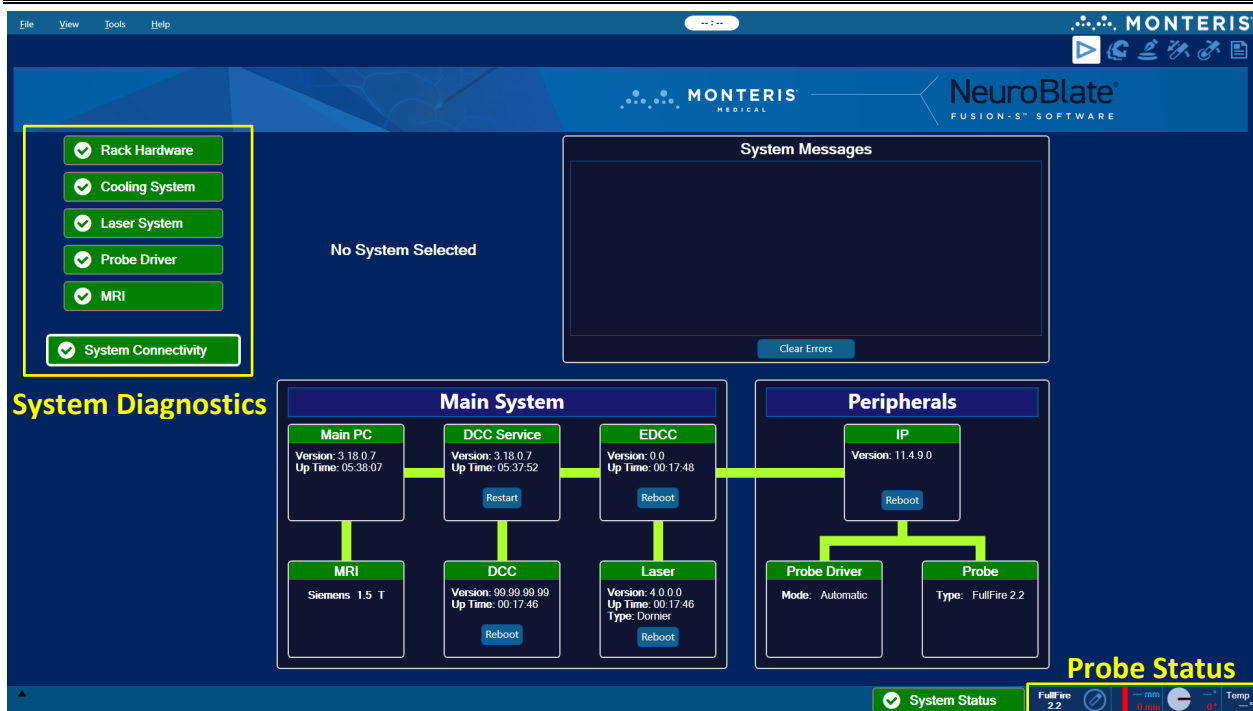 File View Tools Help
--:--
MONTERIS
MONTERIS
MEDICAL
NeuroBlate®
FUSION-S™ SOFTWARE
Rack Hardware
Cooling System
Laser System
Probe Driver
MRI
System Connectivity
System Diagnostics
No System Selected
System Messages
Clear Errors
Main System
Main PC
Version: 3.18.0.7
Up Time: 05:38:07
DCC Service
Version: 3.18.0.7
Up Time: 05:37:52
Restart
EDCC
Version: 0.0
Up Time: 00:17:48
Reboot
MRI
Siemens 1.5 T
DCC
Version: 99.99.99.99
Up Time: 00:17:46
Reboot
Laser
Version: 4.0.0.0
Up Time: 00:17:46
Type: Dornier
Reboot
Peripherals
IP
Version: 11.4.9.0
Reboot
Probe Driver
Mode: Automatic
Probe
Type: FullFire 2.2
Probe Status
System Status
FullFire
2.2
-- mm
0 mm
--°
0°
Temp
--°